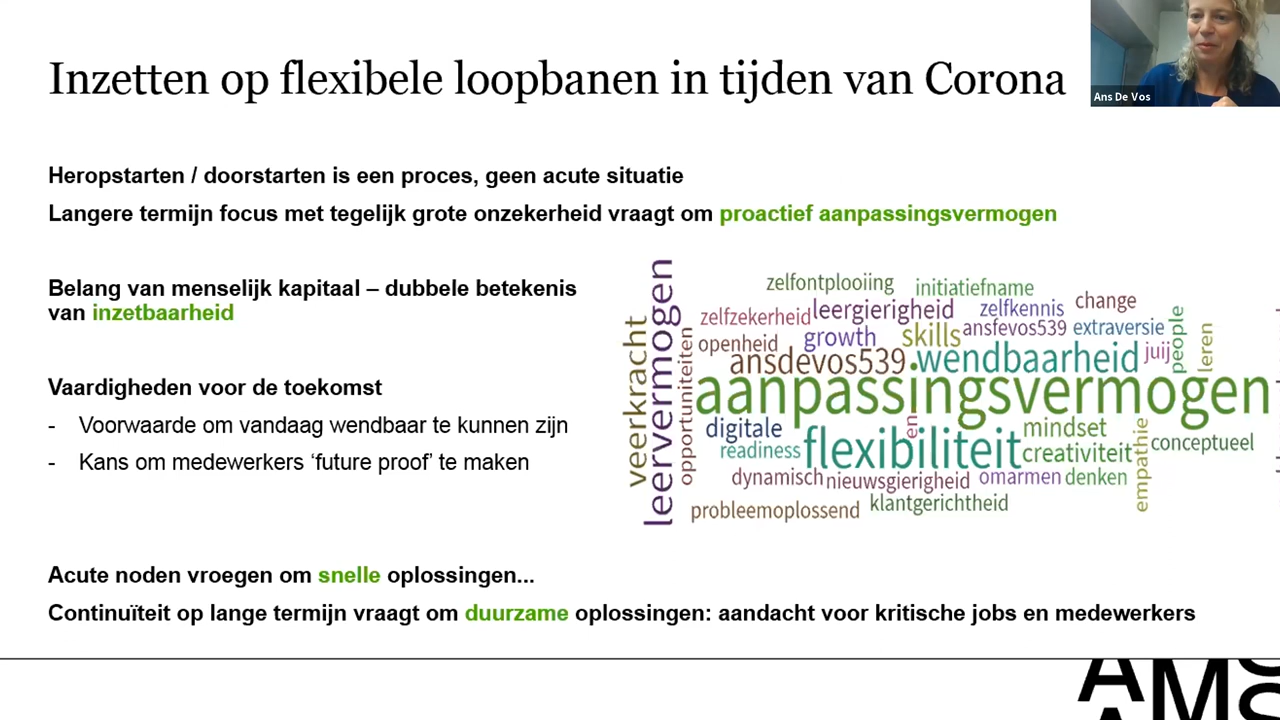 Inzetten op flexibele loopbanen in tijden van Corona
Ans De Vos
Heropstarten / doorstarten is een proces, geen acute situatie
Langere termijn focus met tegelijk grote onzekerheid vraagt om proactief aanpassingsvermogen
Belang van menselijk kapitaal – dubbele betekenis
van inzetbaarheid
Vaardigheden voor de toekomst
- Voorwaarde om vandaag wendbaar te kunnen zijn
- Kans om medewerkers ‘future proof’ te maken
zelfontplooiing
initiatiefname
zelfzekerheid
leergierigheid
zelfkennis
change
openheid
growth
skills
ansfevos539
extraversie
people
leren
ansdevos539
wendbaarheid
juij
veerkracht
leervermogen
opportuniteiten
aanpassingsvermogen
digitale
en
mindset
readiness
flexibiliteit
creativiteit
empathie
conceptueel
dynamisch
nieuwsgierigheid
omarmen
denken
probleemoplossend
klantgerichtheid
Acute noden vroegen om snelle oplossingen...
Continuïteit op lange termijn vraagt om duurzame oplossingen: aandacht voor kritische jobs en medewerkers
AMS